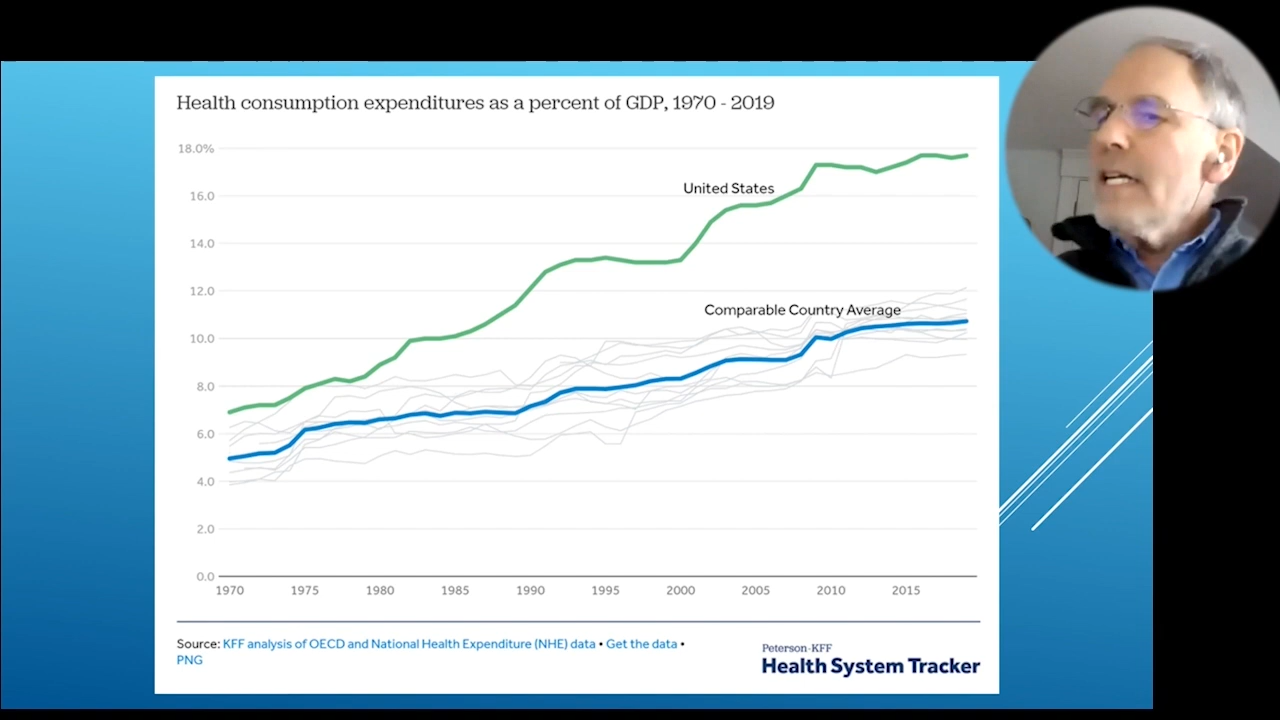 Health consumption expenditures as a percent of GDP, 1970 - 2019
18.0%
United States
16.0
14.0
12.0
Comparable Country Average
10.0
8.0
6.0
4.0
2.0
0.0
1970 1975 1980 1985 1990 1995 2000 2005 2010 2015
Source: KFF analysis of OECD and National Health Expenditure (NHE) data • Get the data •
PNG
Peterson-KFF
Health System Tracker